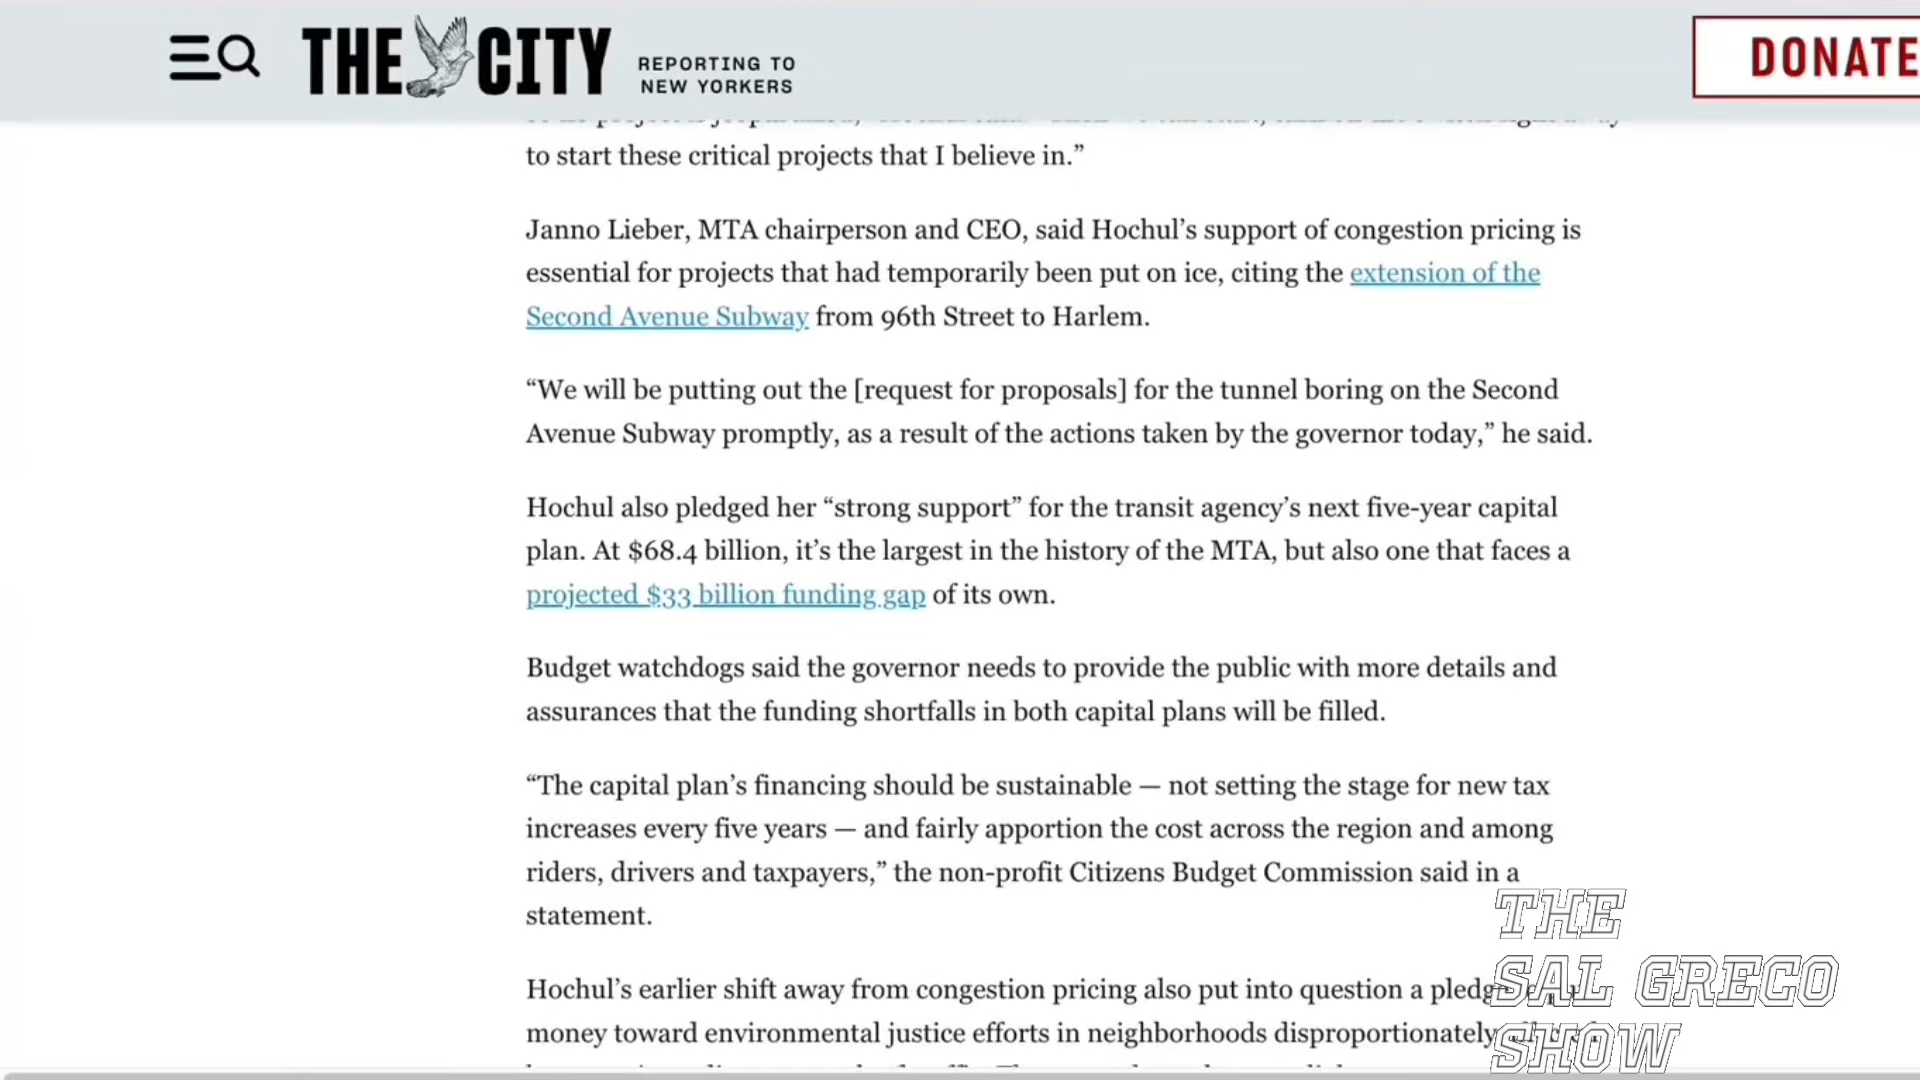 THE CITY
REPORTING TO
NEW YORKERS
DONATE
to start these critical projects that I believe in.”
Janno Lieber, MTA chairperson and CEO, said Hochul’s support of congestion pricing is
essential for projects that had temporarily been put on ice, citing the extension of the
Second Avenue Subway from 96th Street to Harlem.
“We will be putting out the [request for proposals] for the tunnel boring on the Second
Avenue Subway promptly, as a result of the actions taken by the governor today,” he said.
Hochul also pledged her “strong support” for the transit agency’s next five-year capital
plan. At $68.4 billion, it’s the largest in the history of the MTA, but also one that faces a
projected $33 billion funding gap of its own.
Budget watchdogs said the governor needs to provide the public with more details and
assurances that the funding shortfalls in both capital plans will be filled.
“The capital plan’s financing should be sustainable — not setting the stage for new tax
increases every five years — and fairly apportion the cost across the region and among
riders, drivers and taxpayers,” the non-profit Citizens Budget Commission said in a
statement.
Hochul’s earlier shift away from congestion pricing also put into question a
money toward environmental justice efforts in neighborhoods disproportionately
THE
SAL GRECO
SHOW